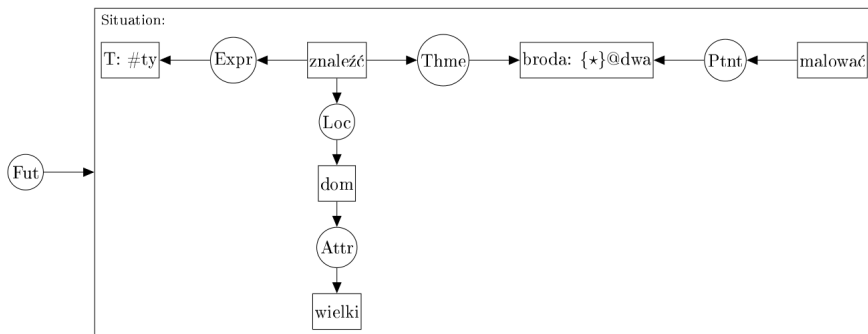 Situation:
T: #ty Expr znaleźć Thme broda: {⋆}@dwa Ptnt malować
Loc
Fut
dom
Attr
wielki